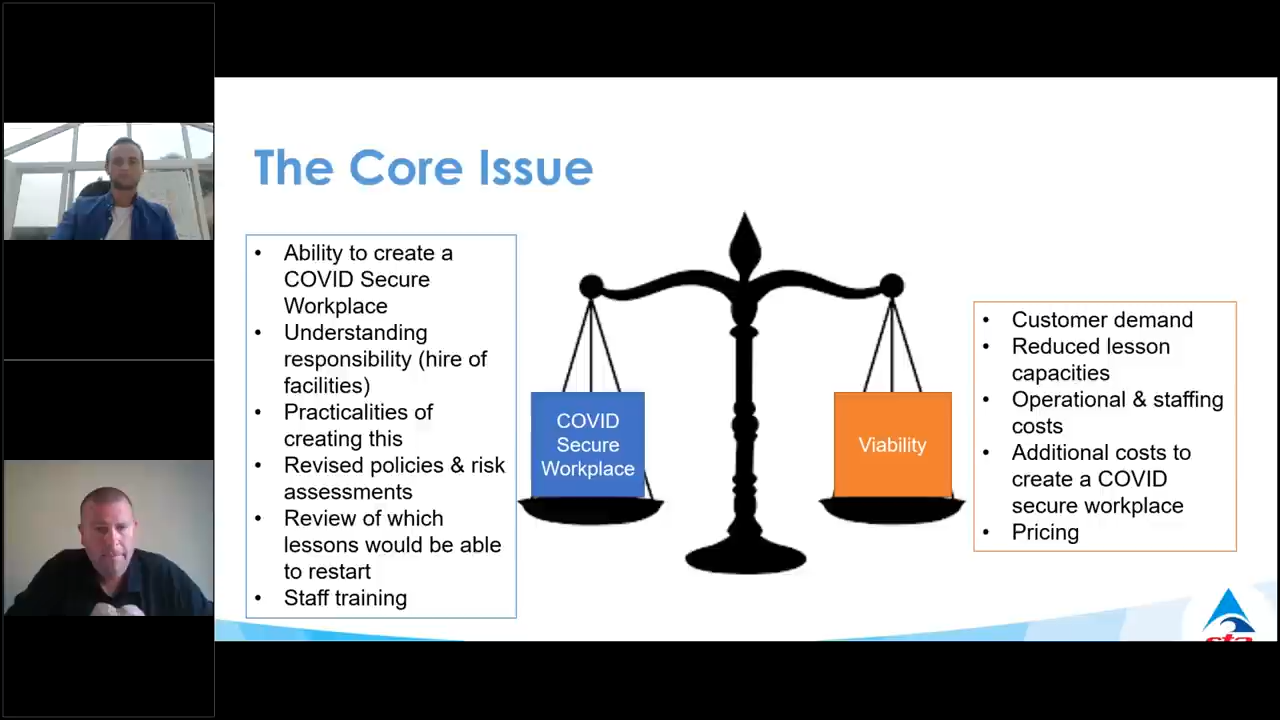 The Core Issue
• Ability to create a
COVID Secure
Workplace
• Understanding
responsibility (hire of
facilities)
• Practicalities of
creating this
• Revised policies & risk
assessments
• Review of which
lessons would be able
to restart
• Staff training
COVID
Secure
Workplace
Viability
• Customer demand
• Reduced lesson
capacities
• Operational & staffing
costs
• Additional costs to
create a COVID
secure workplace
• Pricing
sta